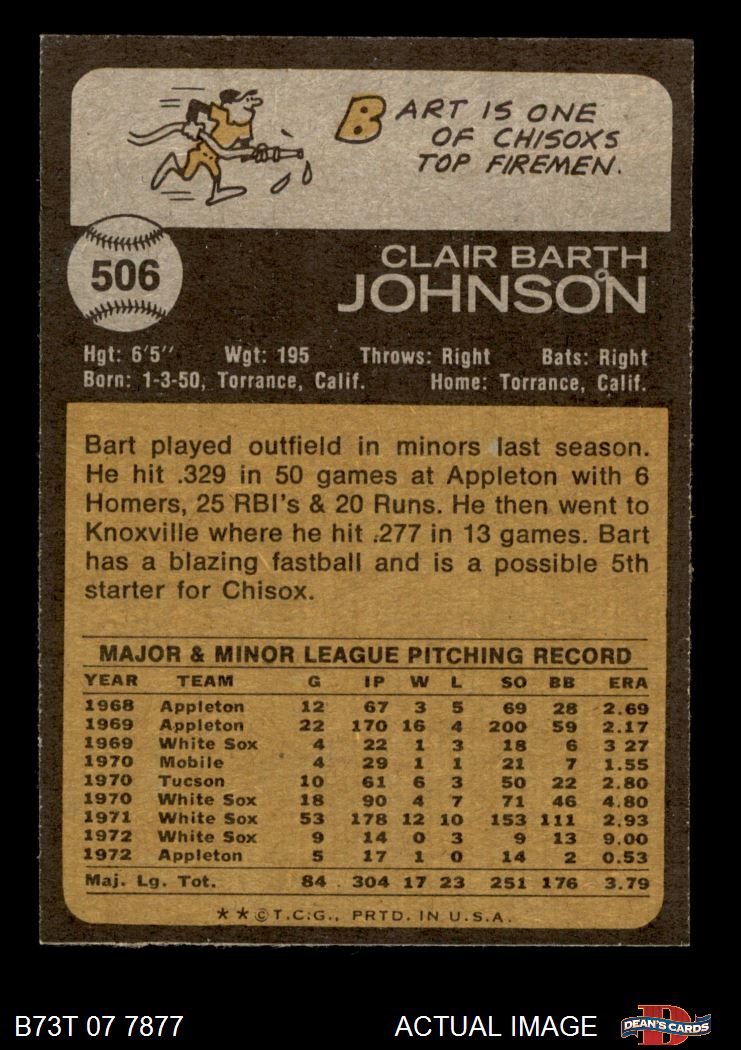 BART IS ONE
OF CHISOXS
TOP FIREMEN.
506
CLAIR BARTH
JOHNSON
Hgt: 6'5" Wgt: 195 Throws: Right Bats: Right
Born: 1-3-50, Torrance, Calif. Home: Torrance, Calif.
Bart played outfield in minors last season.
He hit .329 in 50 games at Appleton with 6
Homers, 25 RBI's & 20 Runs. He then went to
Knoxville where he hit .277 in 13 games. Bart
has a blazing fastball and is a possible 5th
starter for Chisox.
MAJOR & MINOR LEAGUE PITCHING RECORD
YEAR TEAM G IP W L SO BB ERA
1968 Appleton 12 67 3 5 69 28 2.69
1969 Appleton 22 170 16 4 200 59 2.17
1969 White Sox 4 22 1 3 18 6 3 27
1970 Mobile 4 29 1 1 21 7 1.55
1970 Tucson 10 61 6 3 50 22 2.80
1970 White Sox 18 90 4 7 71 46 4.80
1971 White Sox 53 178 12 10 153 111 2.93
1972 White Sox 9 14 0 3 9 13 9.00
1972 Appleton 5 17 1 0 14 2 0.53
Maj. Lg. Tot. 84 304 17 23 251 176 3.79
**©T.C.G., PRTD. IN U.S.A.
B73T 07 7877 ACTUAL IMAGE D DEAN'S CARDS